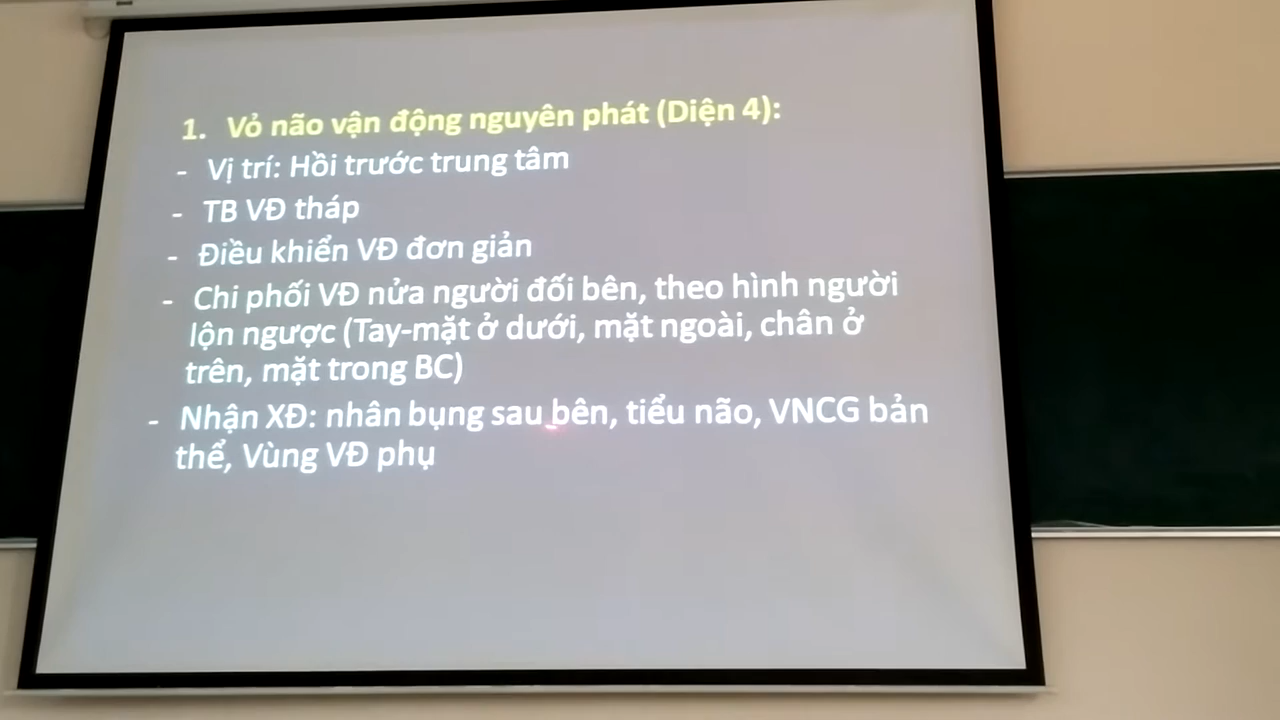 1. Vỏ não vận động nguyên phát (Diện 4):
- Vị trí: Hồi trước trung tâm
- TB VĐ tháp
- Điều khiển VĐ đơn giản
- Chi phối VĐ nửa người đối bên, theo hình người
lộn ngược (Tay-mặt ở dưới, mặt ngoài, chân ở
trên, mặt trong BC)
- Nhận XĐ: nhân bụng sau bên, tiểu não, VNCG bản
thể, Vùng VĐ phụ